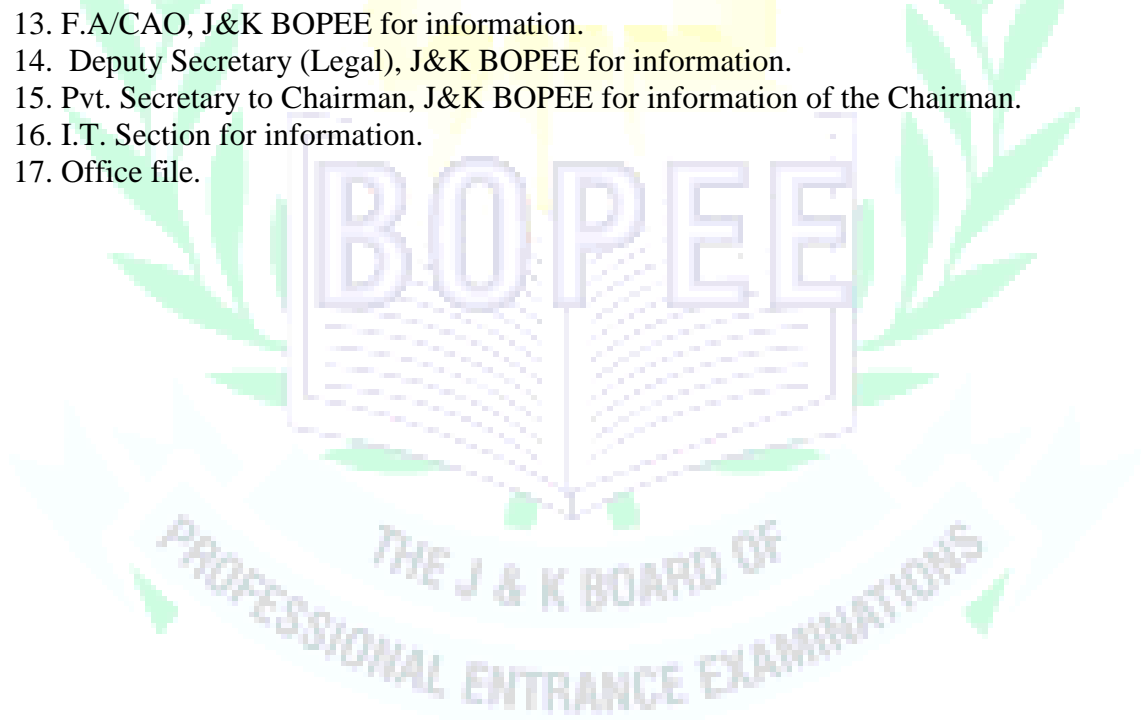 13. F.A/CAO, J&K BOPEE for information.
14.  Deputy Secretary (Legal), J&K BOPEE for information.
15. Pvt. Secretary to Chairman, J&K BOPEE for information of the Chairman.
16. I.T. Section for information.
17. Office file.
BOPEE
THE J & K BOARD OF
PROFESSIONAL ENTRANCE EXAMINATIONS